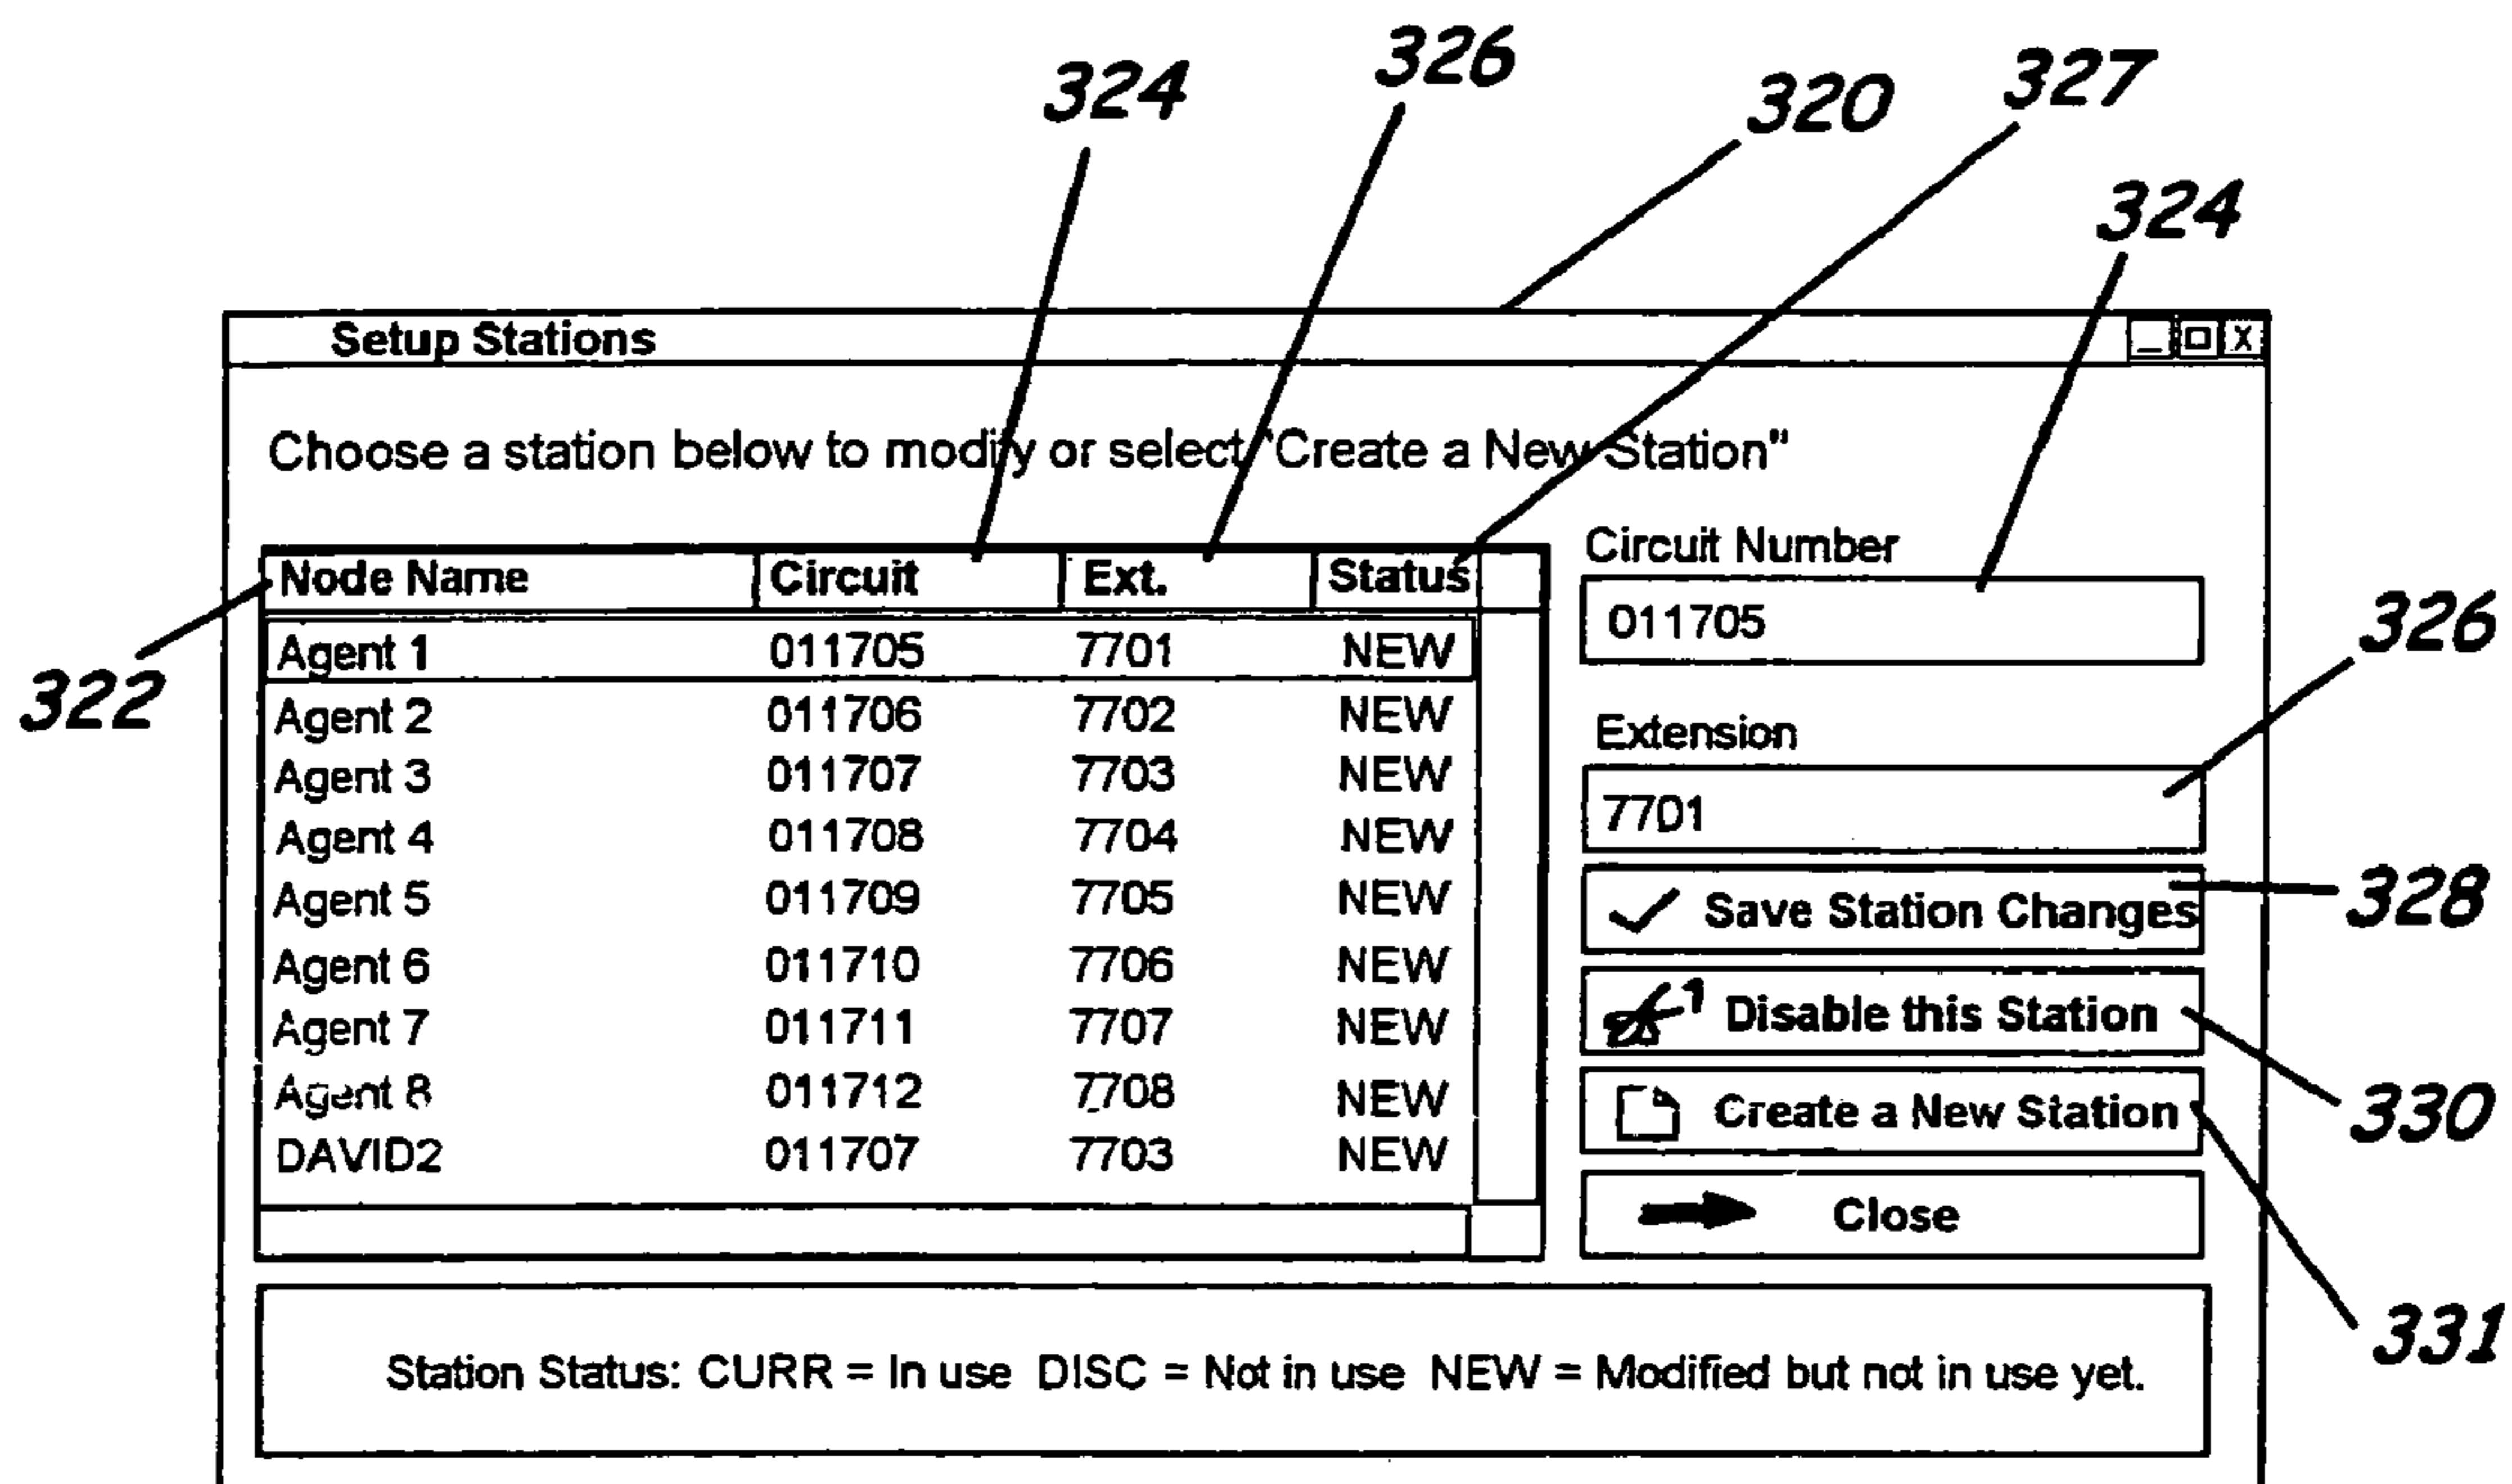 326
324
320
327
324
Setup Stations
_ □ X
Choose a station below to modify or select "Create a New Station"
Node Name Circuit Ext. Status
Agent 1 011705 7701 NEW
Agent 2 011706 7702 NEW
Agent 3 011707 7703 NEW
Agent 4 011708 7704 NEW
Agent 5 011709 7705 NEW
Agent 6 011710 7706 NEW
Agent 7 011711 7707 NEW
Agent 8 011712 7708 NEW
DAVID2 011707 7703 NEW
322
Circuit Number
011705
Extension
7701
326
Save Station Changes
328
Disable this Station
330
Create a New Station
331
Close
Station Status: CURR = In use DISC = Not in use NEW = Modified but not in use yet.